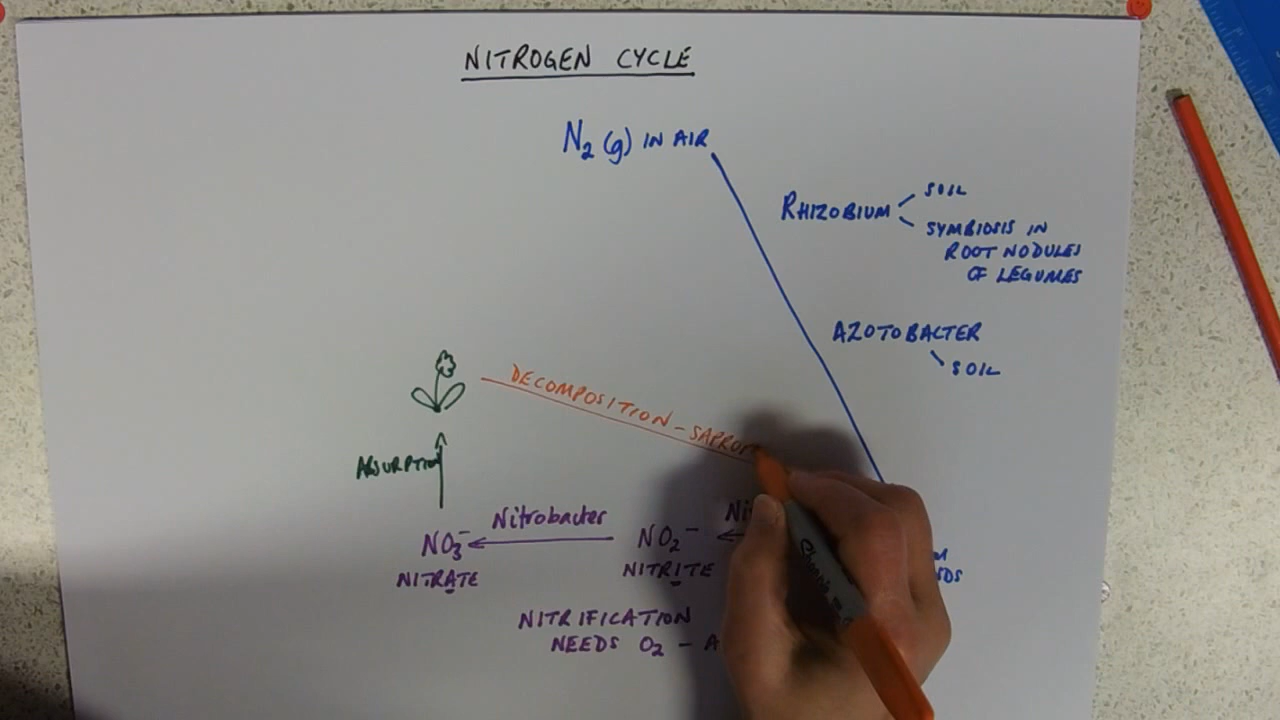 NITROGEN CYCLE
N₂ (g) IN AIR
RHIZOBIUM
SOIL
SYMBIOSIS IN
ROOT NODULES
OF LEGUMES
AZOTOBACTER
SOIL
DECOMPOSITION -
ABSORPTION
Nitrobacter
NO₃⁻
NO₂⁻
NITRATE
NITRITE
NITRIFICATION
NEEDS O₂ -
Sharpie